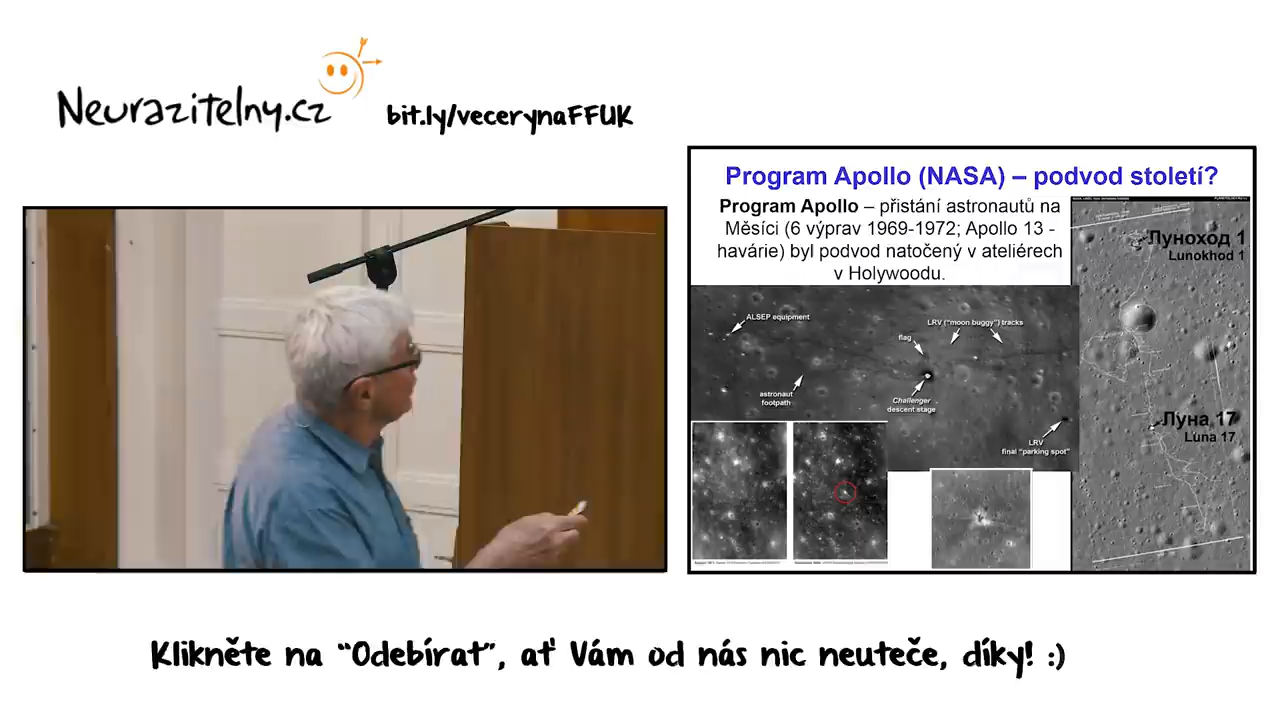 Neurazitelny.cz
bit.ly/vecerynaFFUK
Program Apollo (NASA) – podvod století?
Program Apollo – přistání astronautů na
Měsíci (6 výprav 1969-1972; Apollo 13 -
havárie) byl podvod natočený v ateliérech
v Holywoodu.
Луноход 1
Lunokhod 1
ALSEP equipment
LRV ("moon buggy") tracks
flag
astronaut
footpath
Challenger
descent stage
LRV
final "parking spot"
Луна 17
Luna 17
Klikněte na "Odebírat", ať Vám od nás nic neuteče, díky! :)